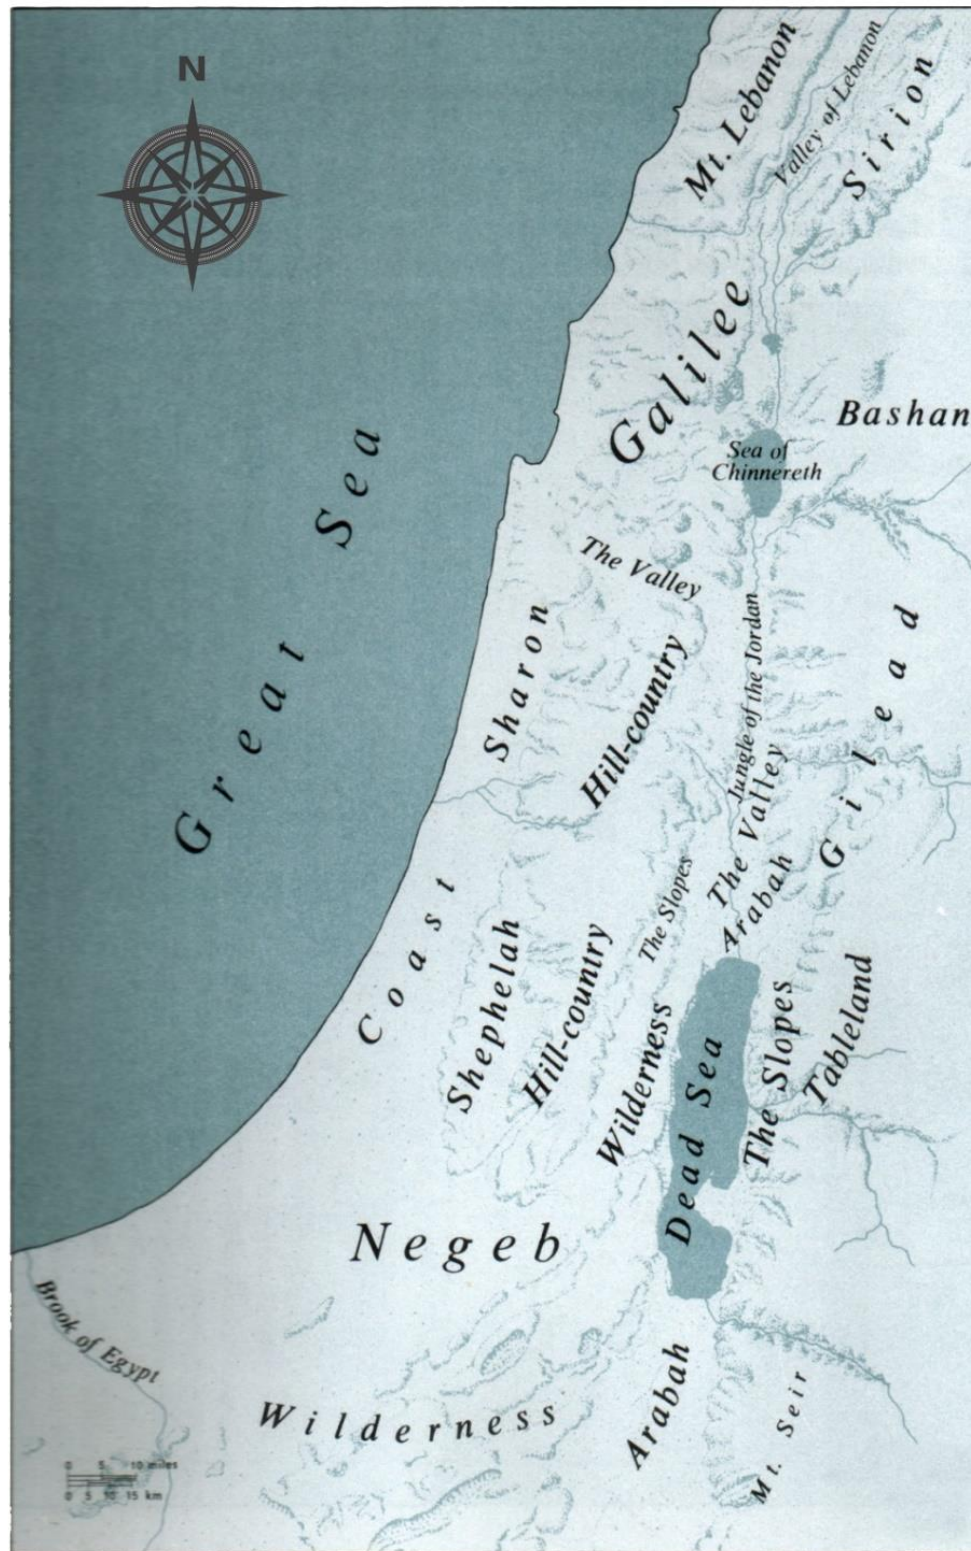 N
Mt. Lebanon
Valley of Lebanon
Sirion
Galilee
Bashan
Sea of
Chinnereth
Great Sea
The Valley
Sharon
Hill-country
Jungle of the Jordan
The Valley
Arabah
Gilead
Coast
Shephelah
Hill-country
The Slopes
Wilderness
Dead Sea
The Slopes
Tableland
Negeb
Brook of Egypt
Wilderness
Arabah
Mt. Seir
0 5 10 miles
0 5 10 15 km